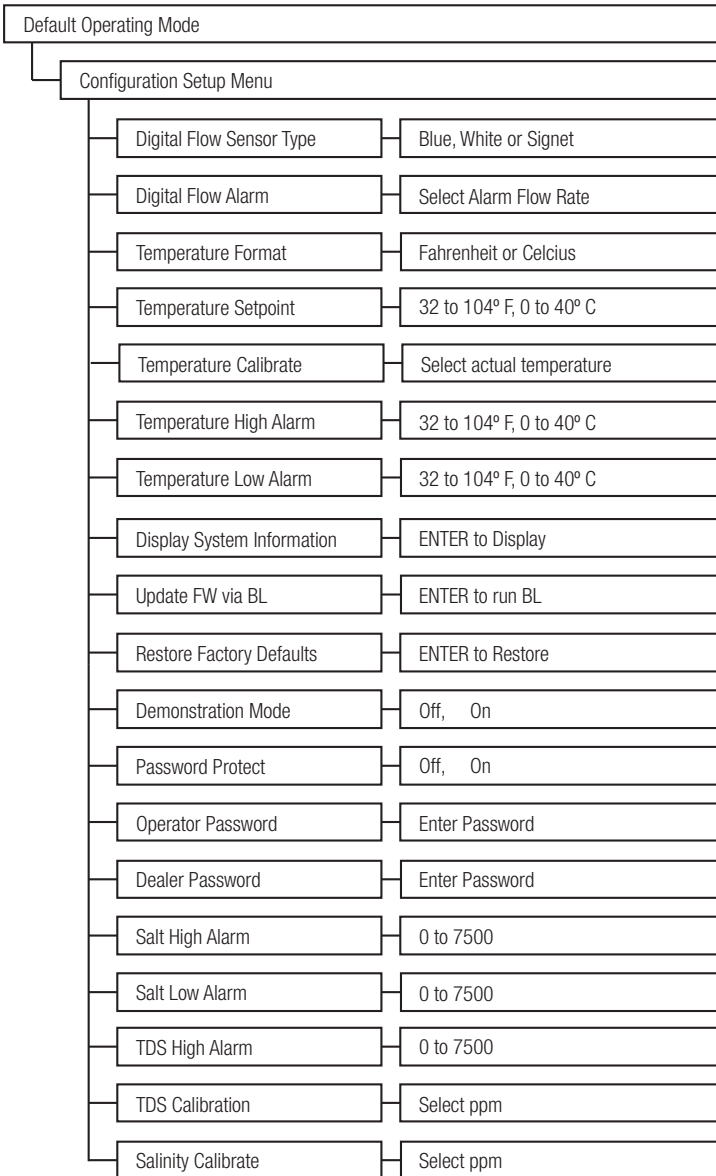 Default Operating Mode
Configuration Setup Menu
Digital Flow Sensor Type Blue, White or Signet
Digital Flow Alarm Select Alarm Flow Rate
Temperature Format Fahrenheit or Celcius
Temperature Setpoint 32 to 104º F, 0 to 40º C
Temperature Calibrate Select actual temperature
Temperature High Alarm 32 to 104º F, 0 to 40º C
Temperature Low Alarm 32 to 104º F, 0 to 40º C
Display System Information ENTER to Display
Update FW via BL ENTER to run BL
Restore Factory Defaults ENTER to Restore
Demonstration Mode Off, On
Password Protect Off, On
Operator Password Enter Password
Dealer Password Enter Password
Salt High Alarm 0 to 7500
Salt Low Alarm 0 to 7500
TDS High Alarm 0 to 7500
TDS Calibration Select ppm
Salinity Calibrate Select ppm